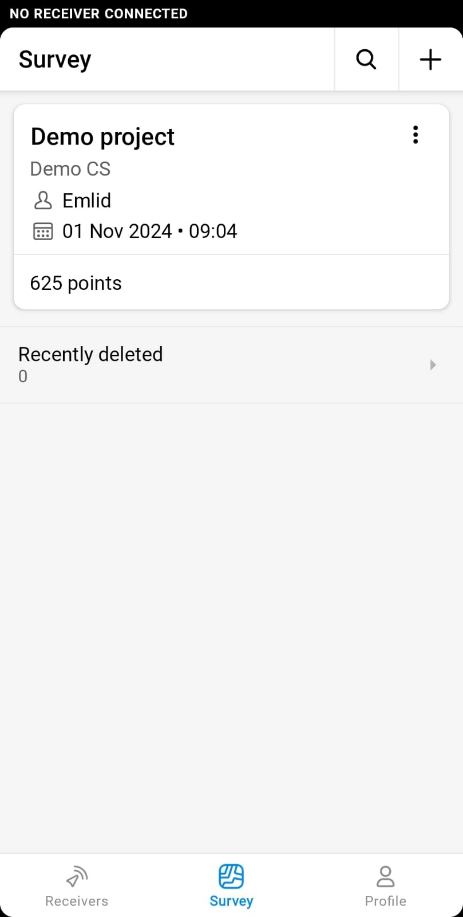 NO RECEIVER CONNECTED
Survey
Demo project
Demo CS
Emlid
01 Nov 2024 • 09:04
625 points
Recently deleted
0
Receivers
Survey
Profile